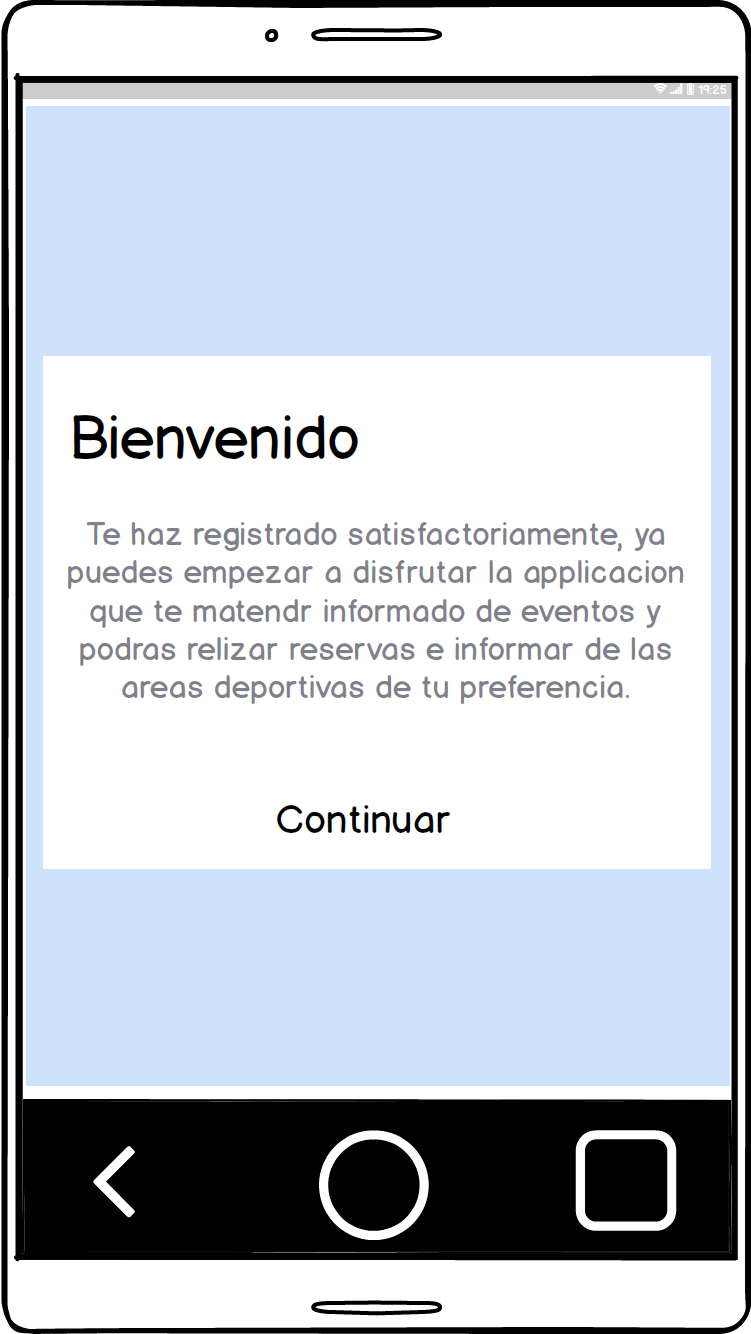 19:25
Bienvenido
Te haz registrado satisfactoriamente, ya
puedes empezar a disfrutar la applicacion
que te matendr informado de eventos y
podras relizar reservas e informar de las
areas deportivas de tu preferencia.
Continuar